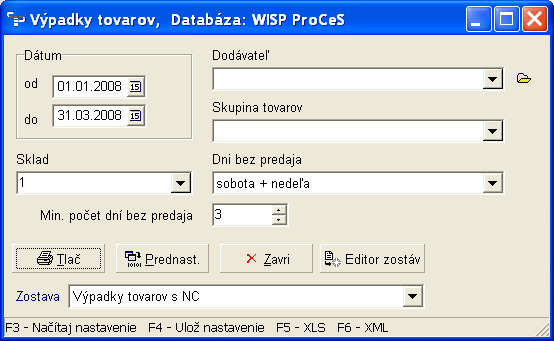 Výpadky tovarov, Databáza: WISP ProCeS
Dátum
od 01.01.2008 15
do 31.03.2008 15
Dodávateľ
Skupina tovarov
Sklad
1
Dni bez predaja
sobota + nedeľa
Min. počet dní bez predaja 3
Tlač Prednast. Zavri Editor zostáv
Zostava Výpadky tovarov s NC
F3 - Načítaj nastavenie F4 - Ulož nastavenie F5 - XLS F6 - XML